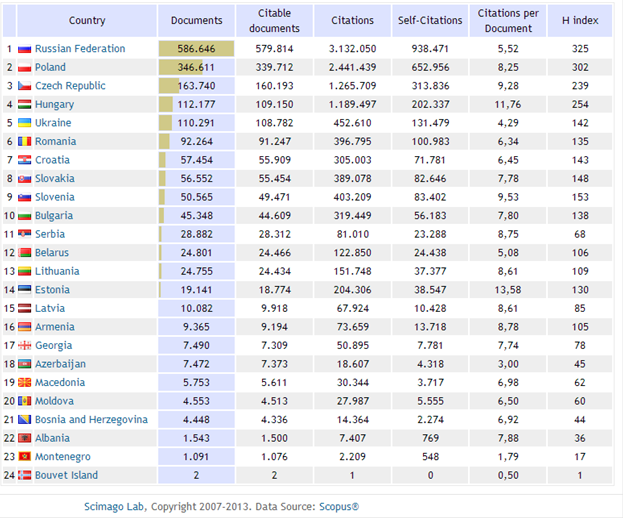 Country Documents Citable documents Citations Self-Citations Citations per Document H index
1 Russian Federation 586.646 579.814 3.132.050 938.471 5,52 325
2 Poland 346.611 339.712 2.441.439 652.956 8,25 302
3 Czech Republic 163.740 160.193 1.265.709 313.836 9,28 239
4 Hungary 112.177 109.150 1.189.497 202.337 11,76 254
5 Ukraine 110.291 108.782 452.610 131.479 4,29 142
6 Romania 92.264 91.247 396.795 100.983 6,34 135
7 Croatia 57.454 55.909 305.003 71.781 6,45 143
8 Slovakia 56.552 55.454 389.078 82.646 7,78 148
9 Slovenia 50.565 49.471 403.209 83.402 9,53 153
10 Bulgaria 45.348 44.609 319.449 56.183 7,80 138
11 Serbia 28.882 28.312 81.010 23.288 8,75 68
12 Belarus 24.801 24.466 122.850 24.438 5,08 106
13 Lithuania 24.755 24.434 151.748 37.377 8,61 109
14 Estonia 19.141 18.774 204.306 38.547 13,58 130
15 Latvia 10.082 9.918 67.924 10.428 8,61 85
16 Armenia 9.365 9.194 73.659 13.718 8,78 105
17 Georgia 7.490 7.309 50.895 7.781 7,74 78
18 Azerbaijan 7.472 7.373 18.607 4.318 3,00 45
19 Macedonia 5.753 5.611 30.344 3.717 6,98 62
20 Moldova 4.553 4.513 27.987 5.555 6,50 60
21 Bosnia and Herzegovina 4.448 4.336 14.364 2.274 6,92 44
22 Albania 1.543 1.500 7.407 769 7,88 36
23 Montenegro 1.091 1.076 2.209 548 1,79 17
24 Bouvet Island 2 2 1 0 0,50 1
Scimago Lab, Copyright 2007-2013. Data Source: Scopus®